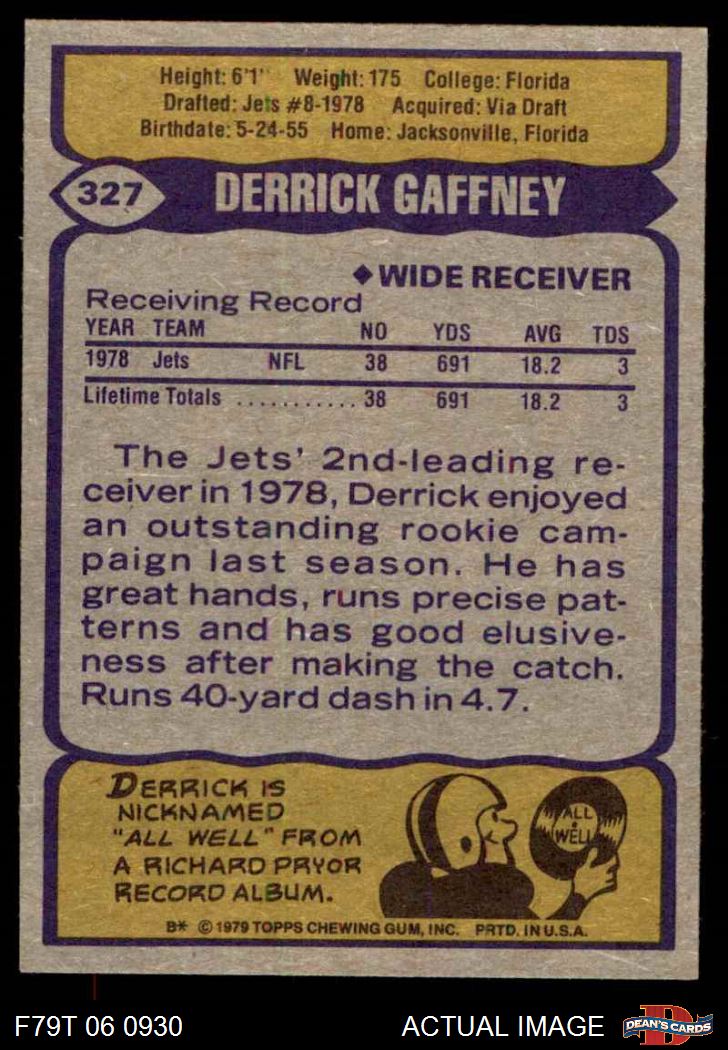 Height: 6'1" Weight: 175 College: Florida
Drafted: Jets #8-1978 Acquired: Via Draft
Birthdate: 5-24-55 Home: Jacksonville, Florida
327 DERRICK GAFFNEY
◆ WIDE RECEIVER
Receiving Record
YEAR TEAM NO YDS AVG TDS
1978 Jets NFL 38 691 18.2 3
Lifetime Totals ........... 38 691 18.2 3
The Jets' 2nd-leading re-
ceiver in 1978, Derrick enjoyed
an outstanding rookie cam-
paign last season. He has
great hands, runs precise pat-
terns and has good elusive-
ness after making the catch.
Runs 40-yard dash in 4.7.
DERRICK IS
NICKNAMED
"ALL WELL" FROM
A RICHARD PRYOR
RECORD ALBUM.
ALL
WELL
B* © 1979 TOPPS CHEWING GUM, INC. PRTD. IN U.S.A.
F79T 06 0930 ACTUAL IMAGE
D
DEAN'S CARDS